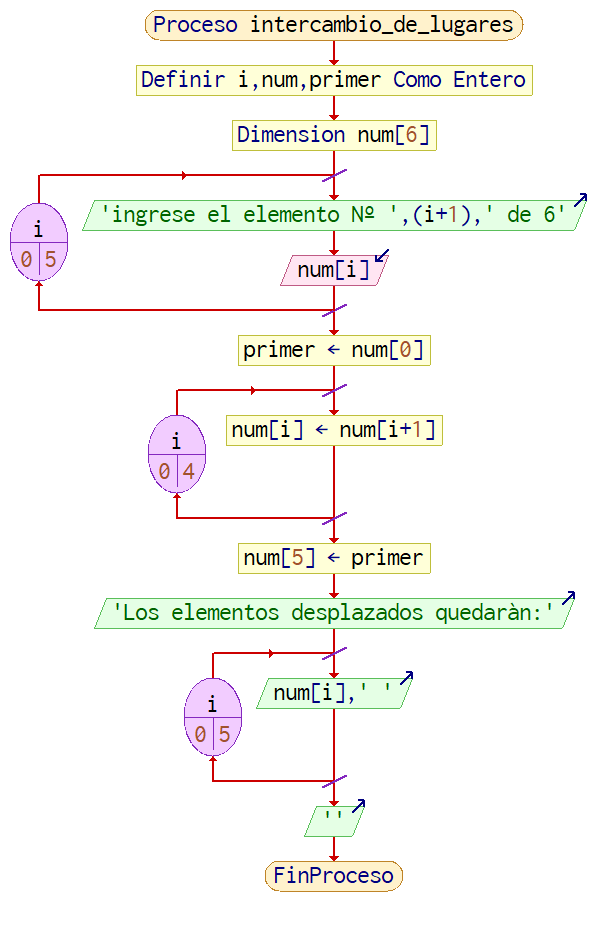 Proceso intercambio_de_lugares
Definir i,num,primer Como Entero
Dimension num[6]
'ingrese el elemento Nº ',(i+1),' de 6'
i
0 5
num[i]
primer ← num[0]
num[i] ← num[i+1]
i
0 4
num[5] ← primer
'Los elementos desplazados quedaràn:'
num[i],' '
i
0 5
''
FinProceso